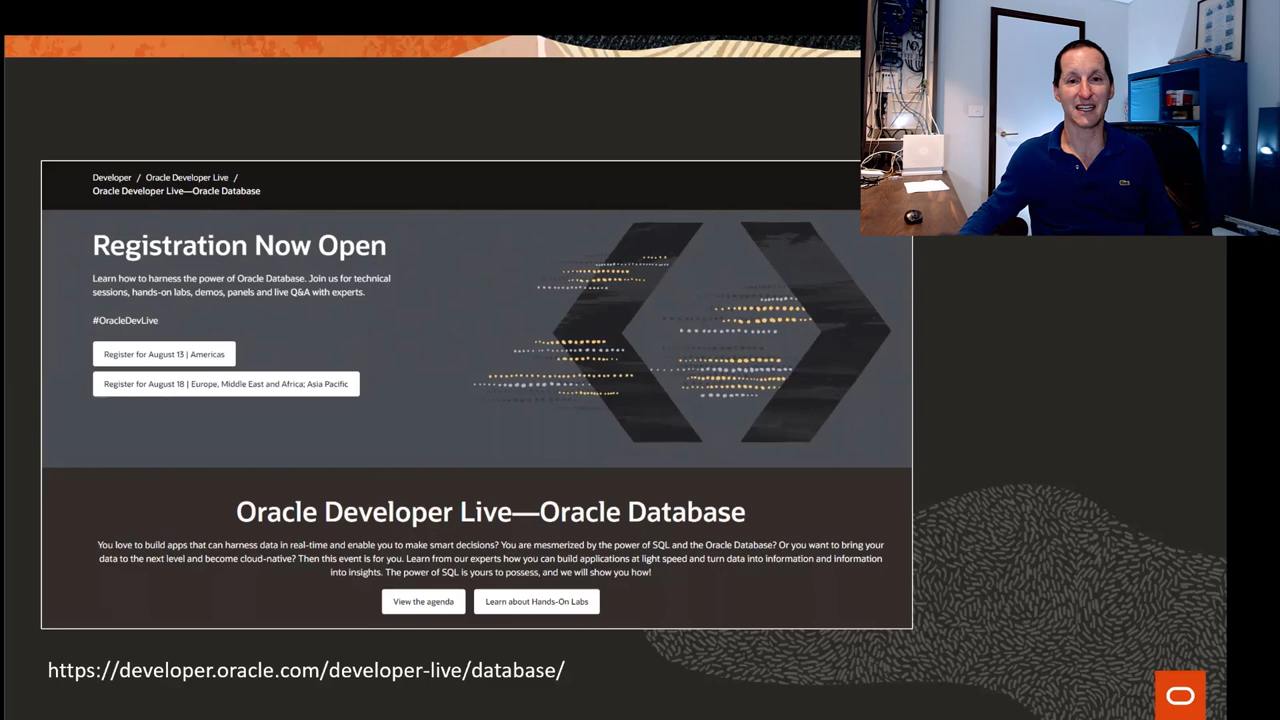 Developer / Oracle Developer Live /
Oracle Developer Live—Oracle Database
Registration Now Open
Learn how to harness the power of Oracle Database. Join us for technical
sessions, hands-on labs, demos, panels and live Q&A with experts.
#OracleDevLive
Register for August 13 | Americas
Register for August 18 | Europe, Middle East and Africa; Asia Pacific
Oracle Developer Live—Oracle Database
You love to build apps that can harness data in real-time and enable you to make smart decisions? You are mesmerized by the power of SQL and the Oracle Database? Or you want to bring your
data to the next level and become cloud-native? Then this event is for you. Learn from our experts how you can build applications at light speed and turn data into information and information
into insights. The power of SQL is yours to possess, and we will show you how!
View the agenda
Learn about Hands-On Labs
https://developer.oracle.com/developer-live/database/